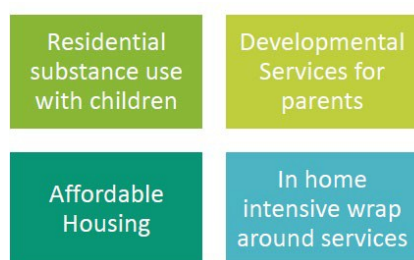 Residential
substance use
with children
Developmental
Services for
parents
Affordable
Housing
In home
intensive wrap
around services